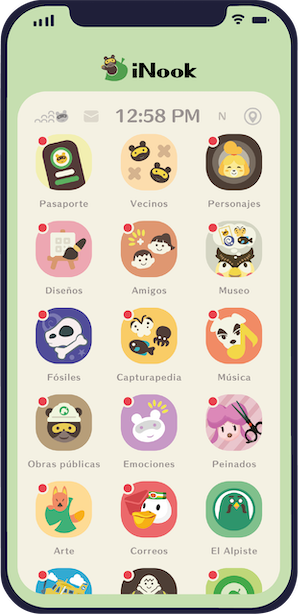 iNook
12:58 PM N
Pasaporte Vecinos Personajes
Diseños Amigos Museo
Fósiles Capturapedia Música
Obras públicas Emociones Peinados
Arte Correos El Alpiste